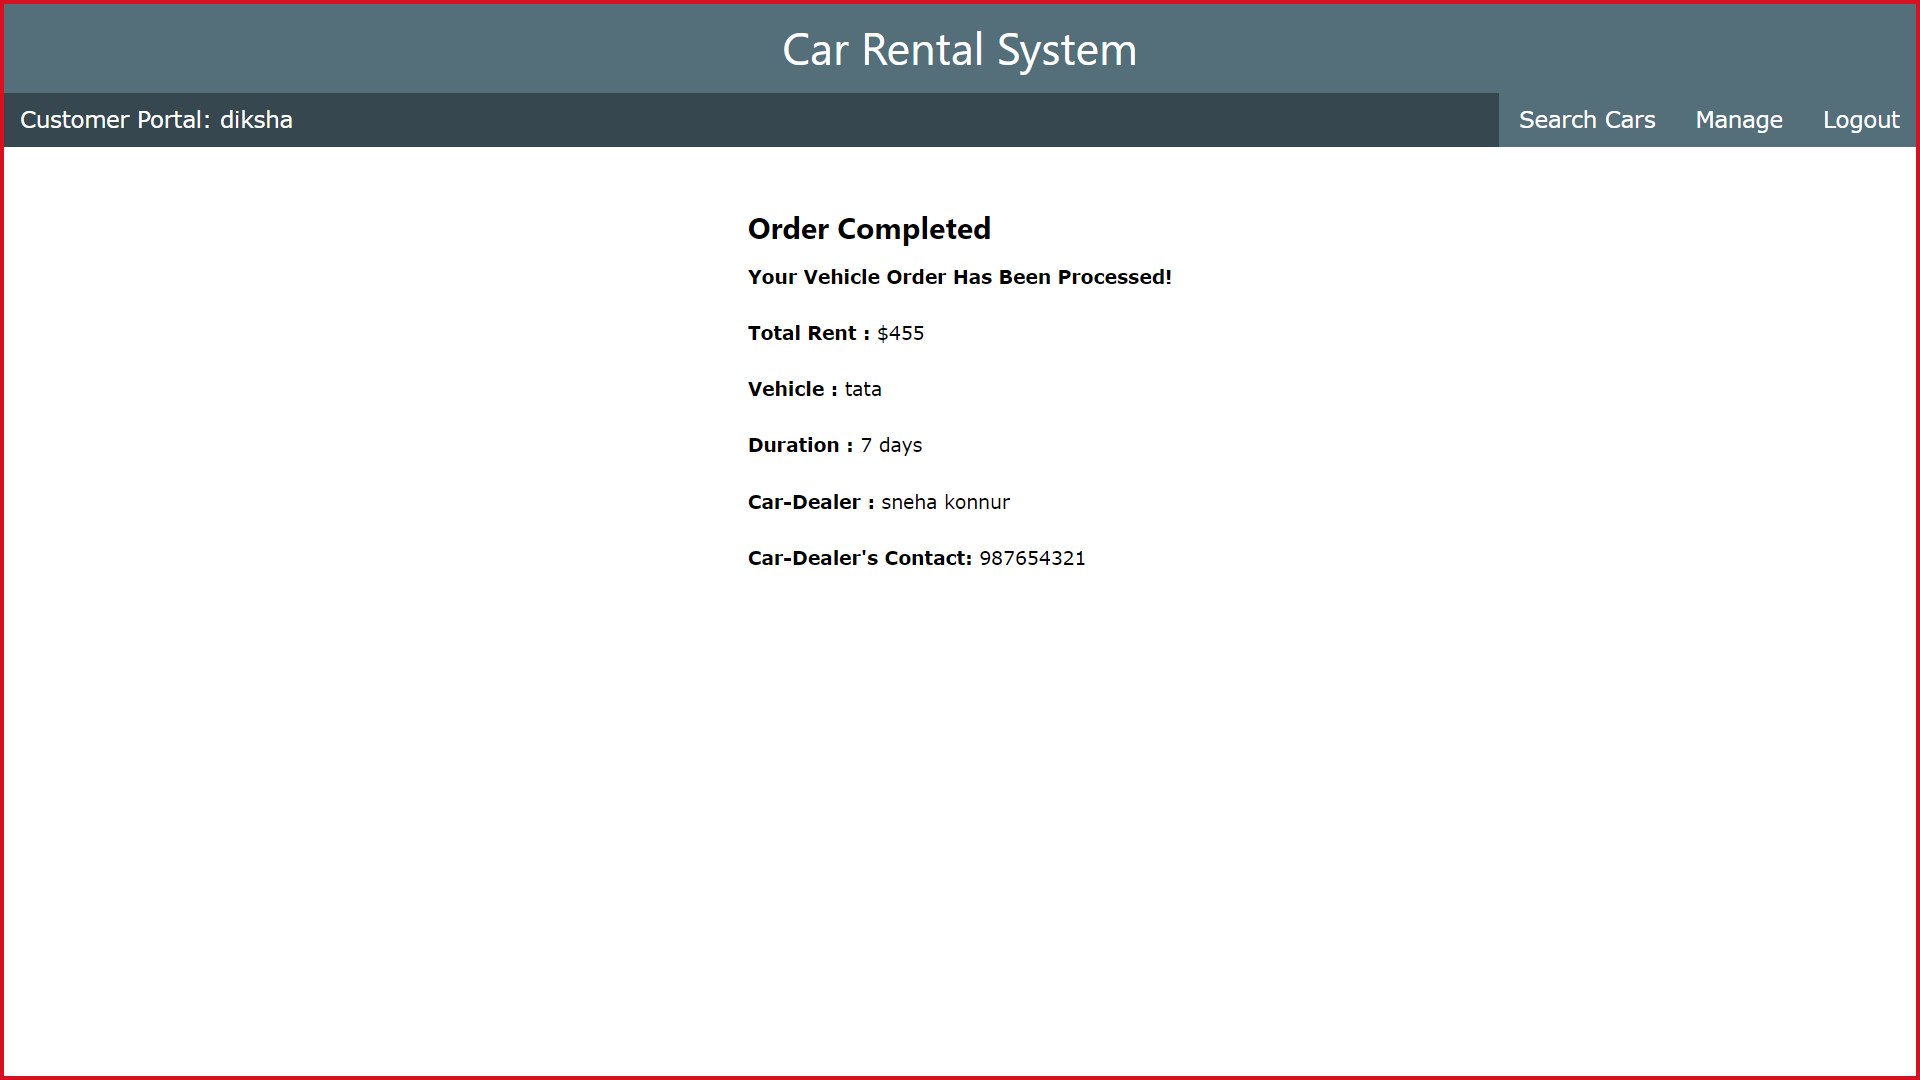 Car Rental System
Customer Portal: diksha
Search Cars
Manage
Logout
Order Completed
Your Vehicle Order Has Been Processed!
Total Rent : $455
Vehicle : tata
Duration : 7 days
Car-Dealer : sneha konnur
Car-Dealer's Contact: 987654321